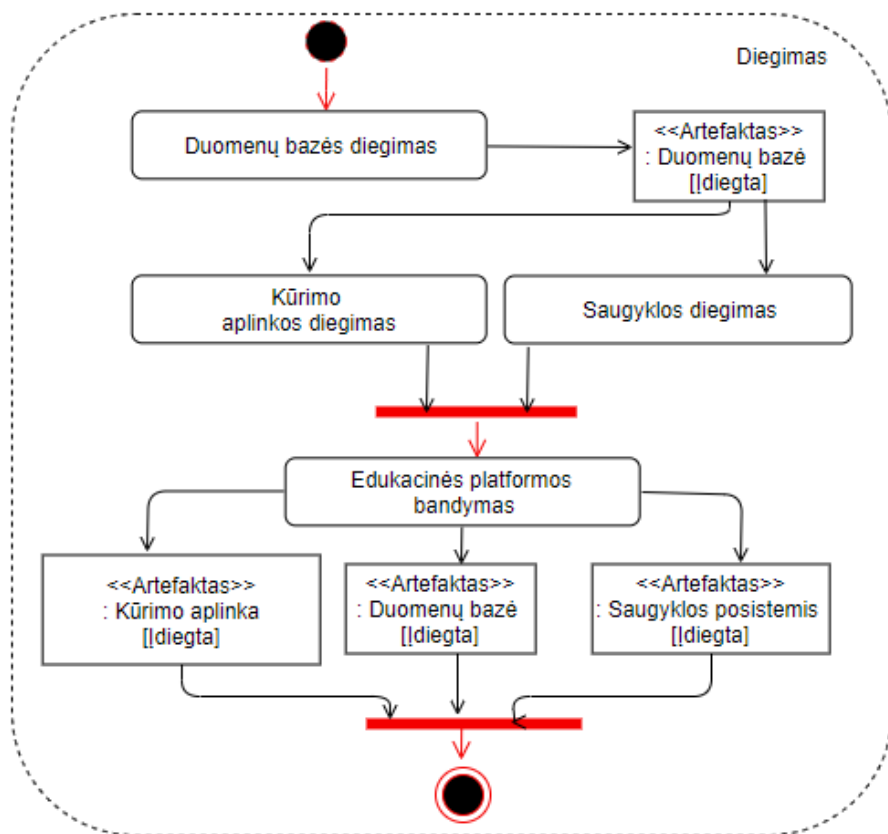 Diegimas
Duomenų bazės diegimas
<<Artefaktas>>
: Duomenų bazė
[Įdiegta]
Kūrimo
aplinkos diegimas
Saugyklos diegimas
Edukacinės platformos
bandymas
<<Artefaktas>>
: Kūrimo aplinka
[Įdiegta]
<<Artefaktas>>
: Duomenų bazė
[Įdiegta]
<<Artefaktas>>
: Saugyklos posistemis
[Įdiegta]